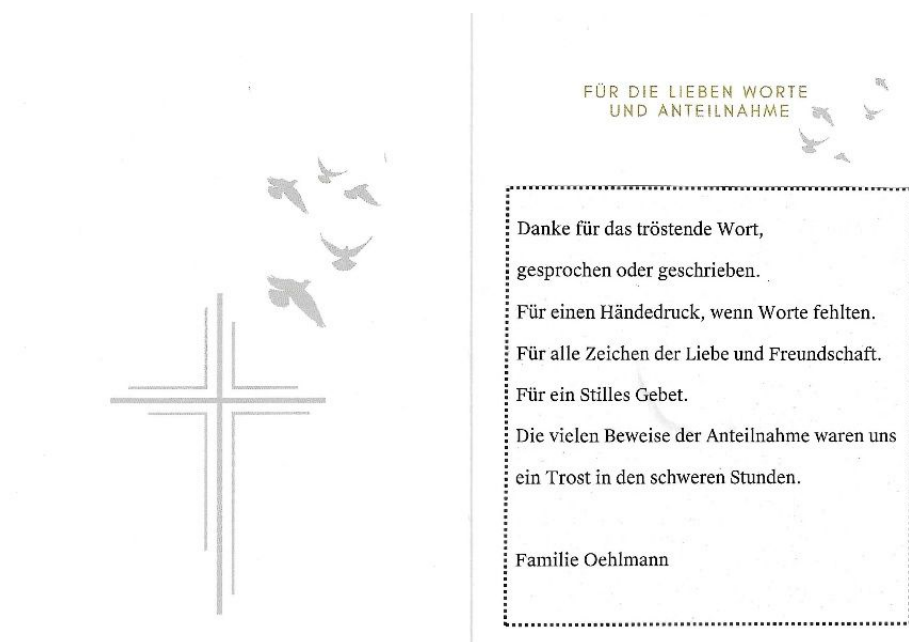 FÜR DIE LIEBEN WORTE
UND ANTEILNAHME
Danke für das tröstende Wort,
gesprochen oder geschrieben.
Für einen Händedruck, wenn Worte fehlten.
Für alle Zeichen der Liebe und Freundschaft.
Für ein Stilles Gebet.
Die vielen Beweise der Anteilnahme waren uns
ein Trost in den schweren Stunden.
Familie Oehlmann